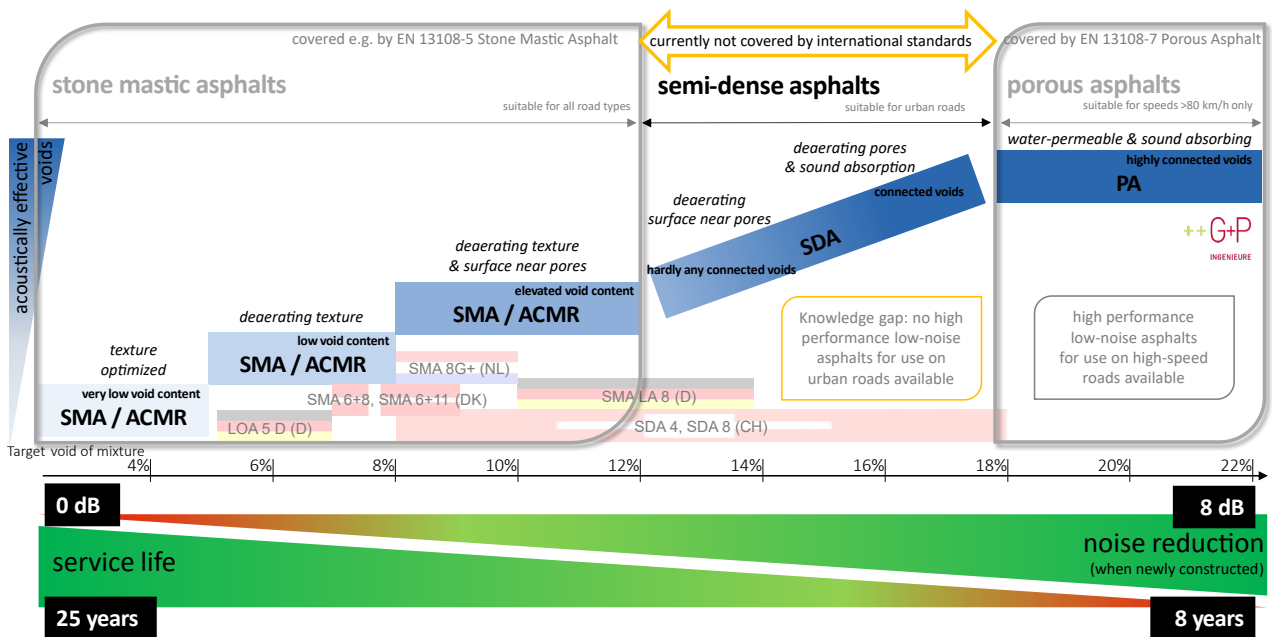 covered e.g. by EN 13108-5 Stone Mastic Asphalt
currently not covered by international standards
covered by EN 13108-7 Porous Asphalt
stone mastic asphalts
semi-dense asphalts
porous asphalts
suitable for all road types
suitable for urban roads
suitable for speeds >80 km/h only
acoustically effective
voids
water-permeable & sound absorbing
highly connected voids
PA
deaerating pores
& sound absorption
connected voids
deaerating
surface near pores
SDA
hardly any connected voids
deaerating texture
& surface near pores
elevated void content
SMA / ACMR
deaerating texture
low void content
SMA / ACMR
texture
optimized
very low void content
SMA / ACMR
++G+P
INGENIEURE
Knowledge gap: no high
performance low-noise
asphalts for use on
urban roads available
high performance
low-noise asphalts
for use on high-speed
roads available
SMA 8G+ (NL)
SMA 6+8, SMA 6+11 (DK)
SMA LA 8 (D)
LOA 5 D (D)
SDA 4, SDA 8 (CH)
Target void of mixture
4% 6% 8% 10% 12% 14% 16% 18% 20% 22%
0 dB
8 dB
service life
noise reduction
(when newly constructed)
25 years
8 years